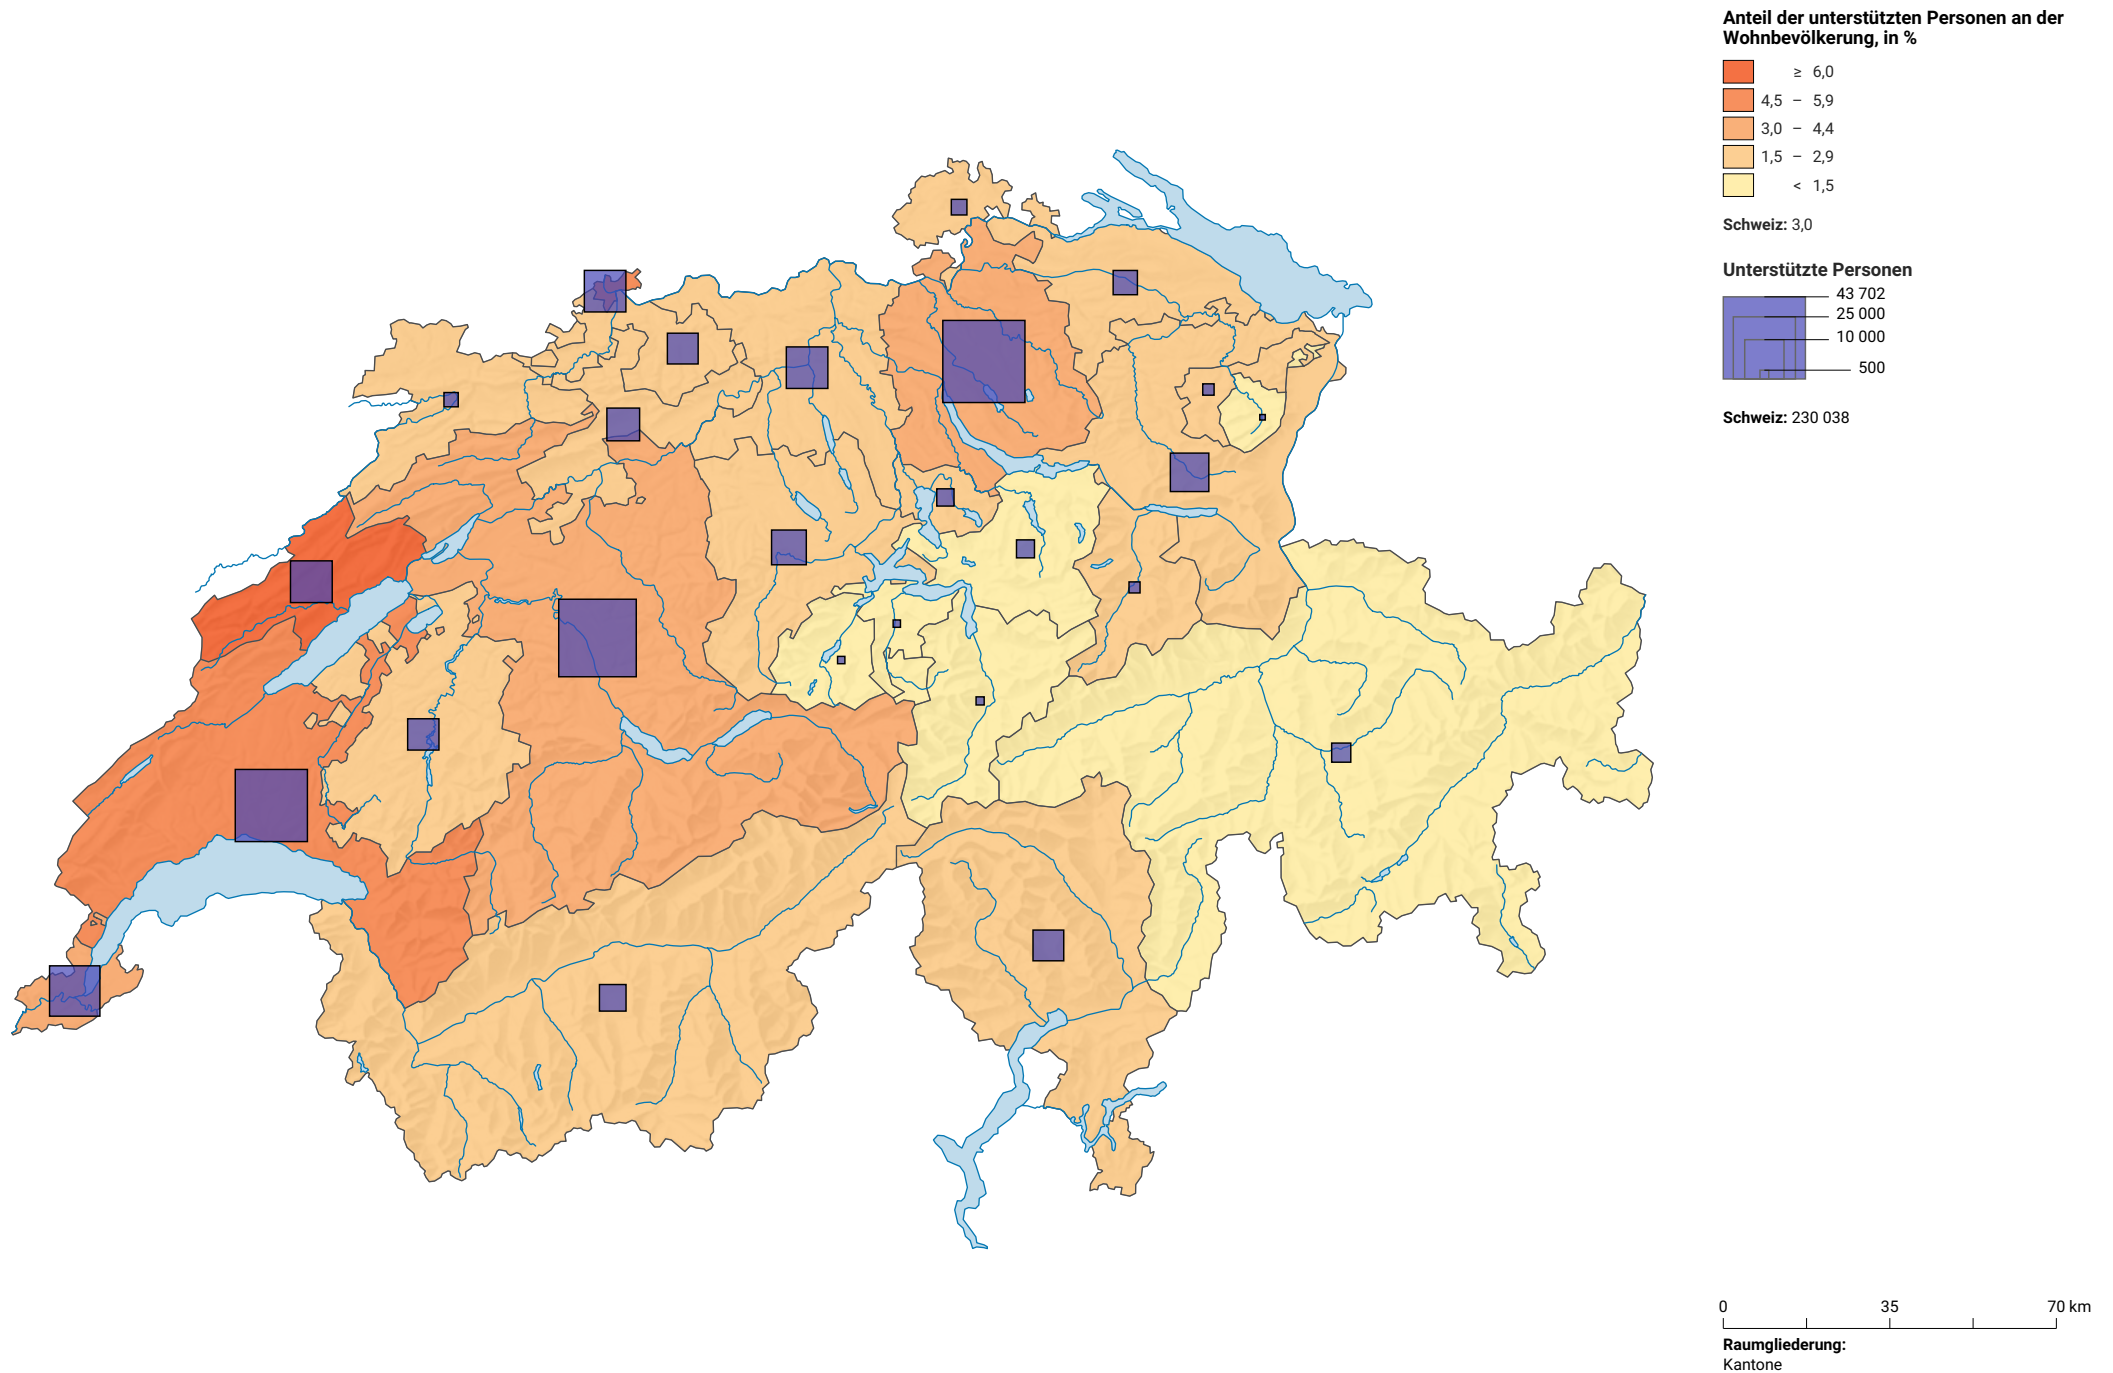 Anteil der unterstützten Personen an der
Wohnbevölkerung, in %
≥ 6,0
4,5 – 5,9
3,0 – 4,4
1,5 – 2,9
< 1,5
Schweiz: 3,0
Unterstützte Personen
43 702
25 000
10 000
500
Schweiz: 230 038
0 35 70 km
Raumgliederung:
Kantone